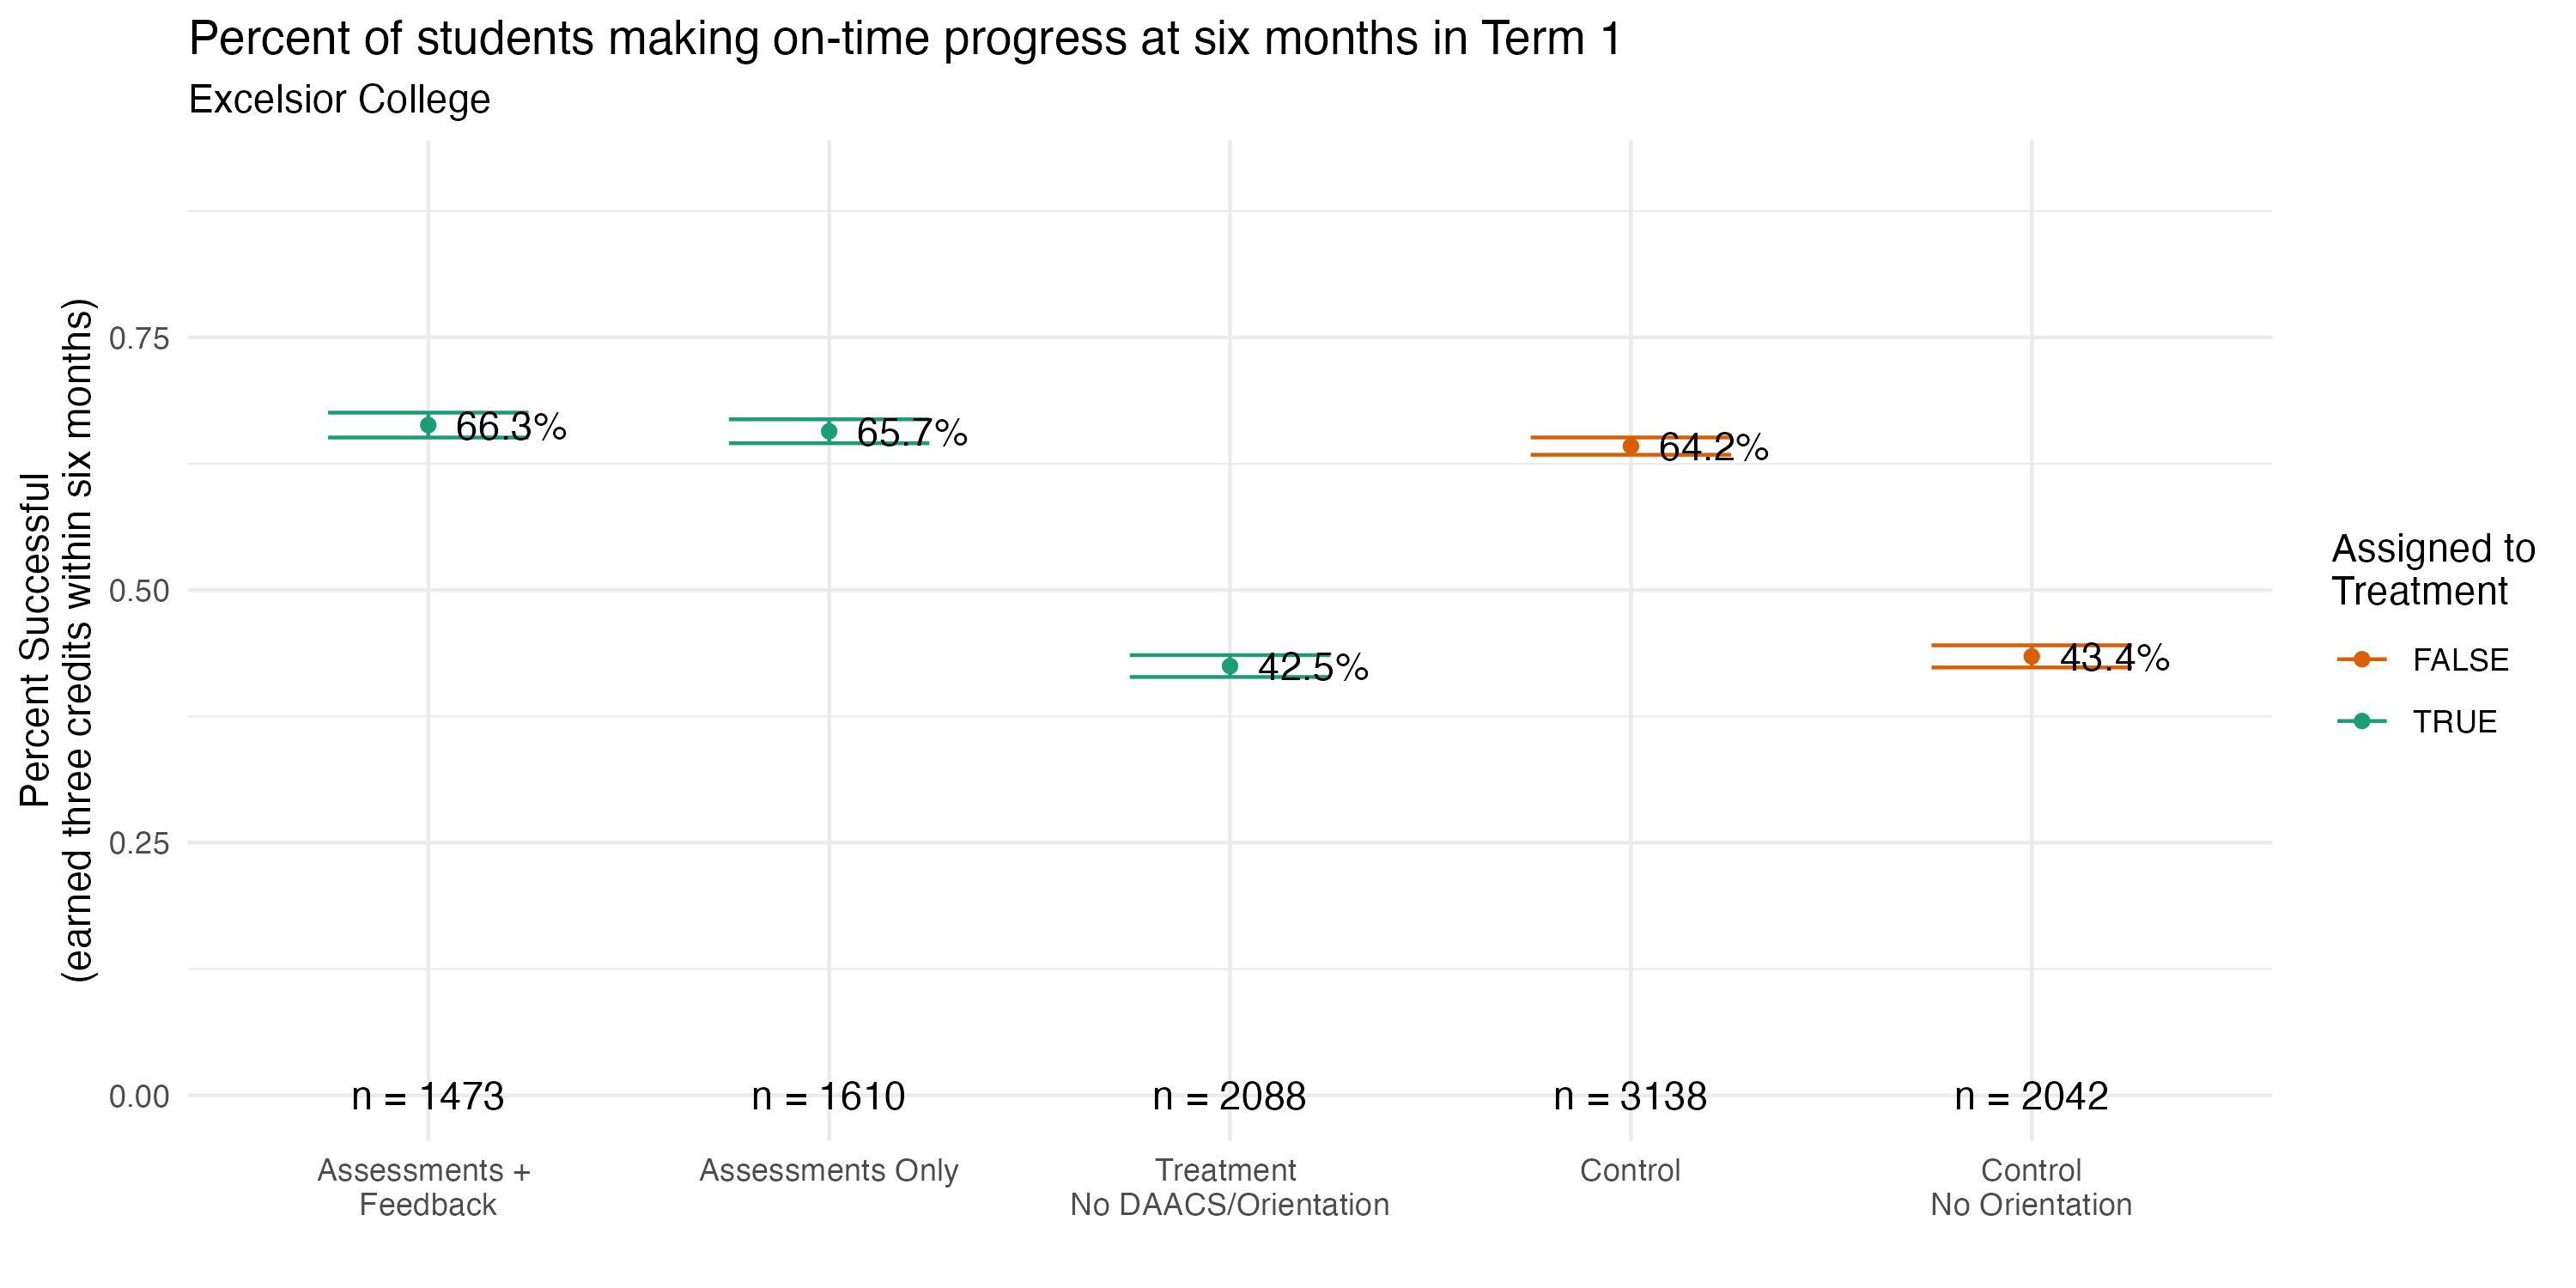 Percent of students making on-time progress at six months in Term 1
Excelsior College
Percent Successful
(earned three credits within six months)
0.75
0.50
0.25
0.00
66.3%
65.7%
42.5%
64.2%
43.4%
n = 1473
n = 1610
n = 2088
n = 3138
n = 2042
Assessments +
Feedback
Assessments Only
Treatment
No DAACS/Orientation
Control
Control
No Orientation
Assigned to
Treatment
FALSE
TRUE